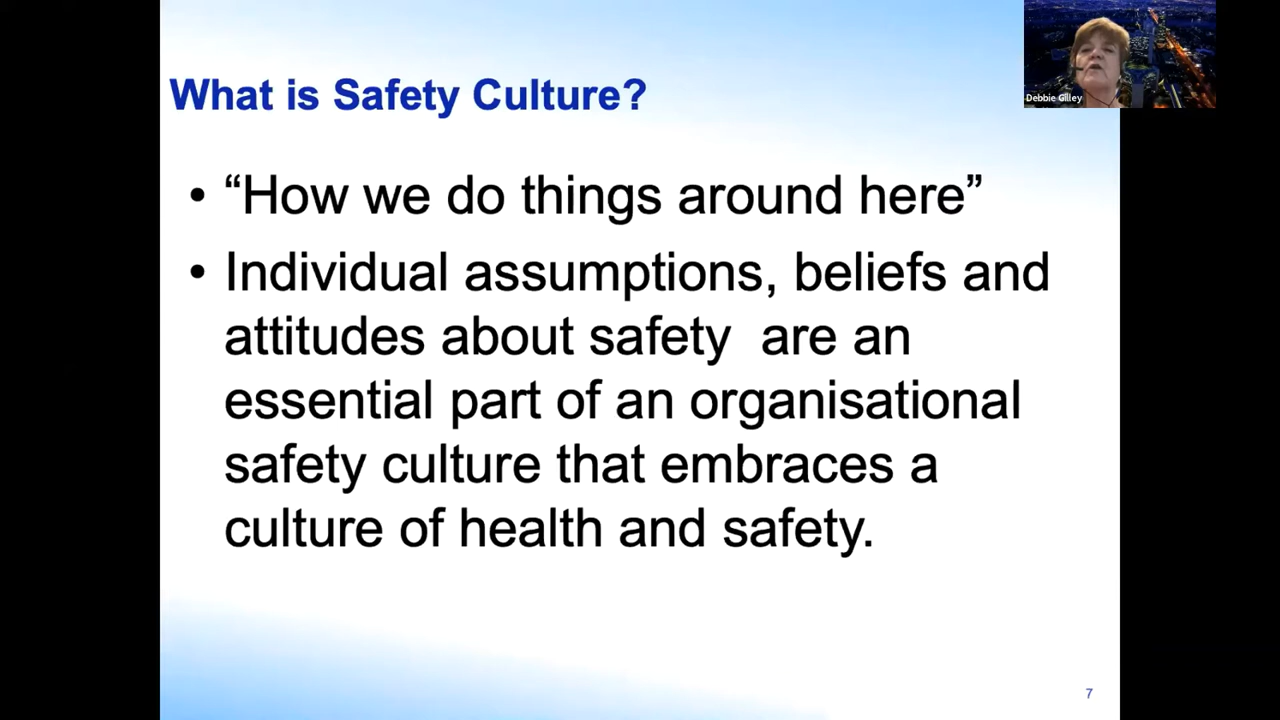 What is Safety Culture?
• “How we do things around here”
• Individual assumptions, beliefs and
attitudes about safety  are an
essential part of an organisational
safety culture that embraces a
culture of health and safety.
Debbie Gilley
7